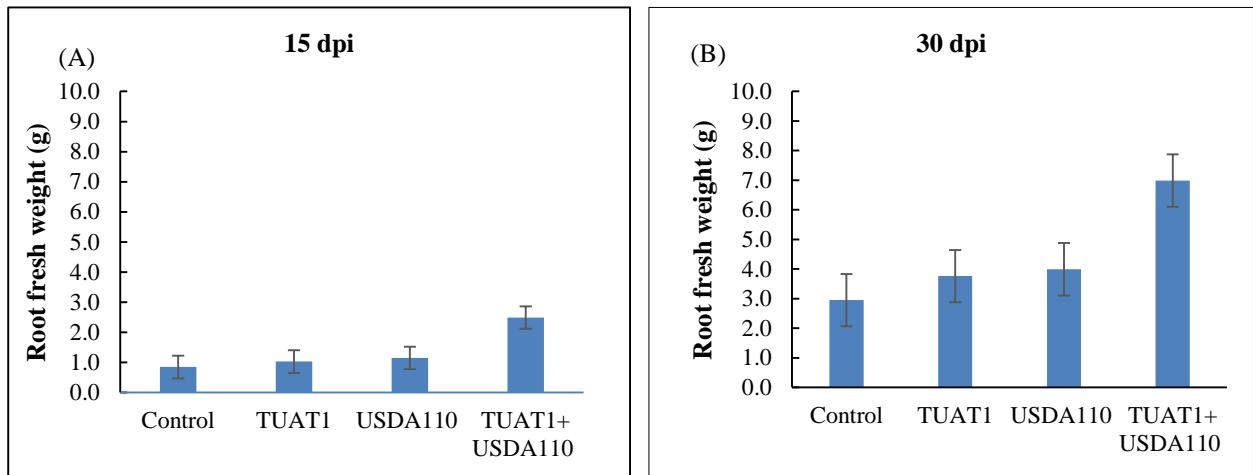 15 dpi
(A)
Root fresh weight (g)
10.0
9.0
8.0
7.0
6.0
5.0
4.0
3.0
2.0
1.0
0.0
Control TUAT1 USDA110 TUAT1+
USDA110
30 dpi
(B)
Root fresh weight (g)
10.0
9.0
8.0
7.0
6.0
5.0
4.0
3.0
2.0
1.0
0.0
Control TUAT1 USDA110 TUAT1+
USDA110